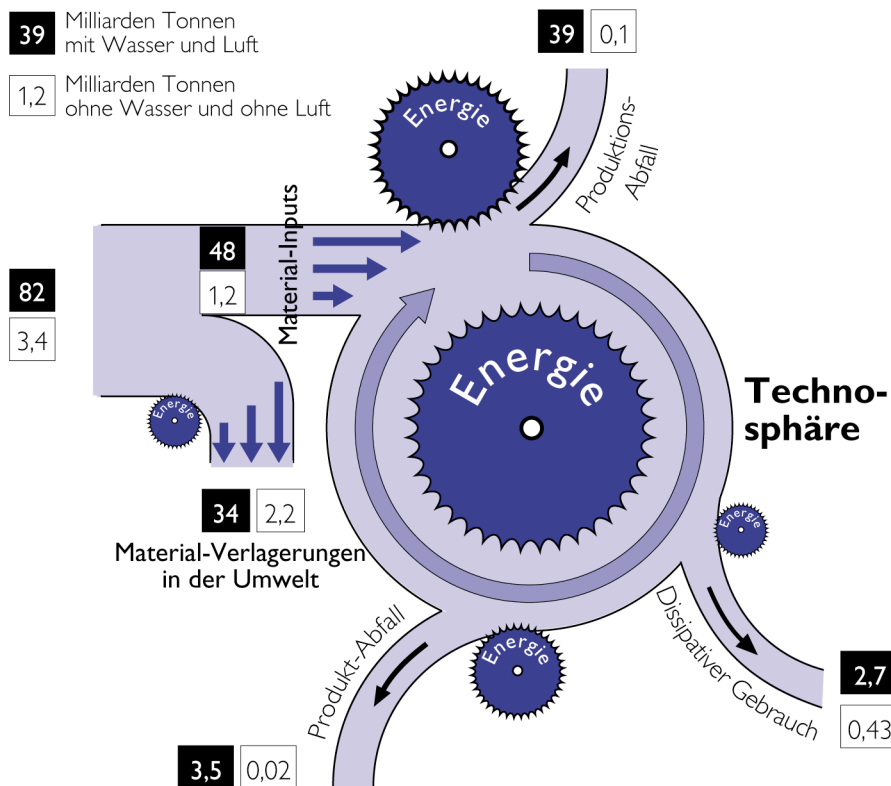 39 Milliarden Tonnen
mit Wasser und Luft
1,2 Milliarden Tonnen
ohne Wasser und ohne Luft
39 0,1
Energie
Produktions-
Abfall
Material-Inputs
48
1,2
82
3,4
Energie
Energie
Techno-
sphäre
34 2,2
Material-Verlagerungen
in der Umwelt
Energie
Produkt-Abfall
Energie
Dissipativer Gebrauch
2,7
0,43
3,5 0,02